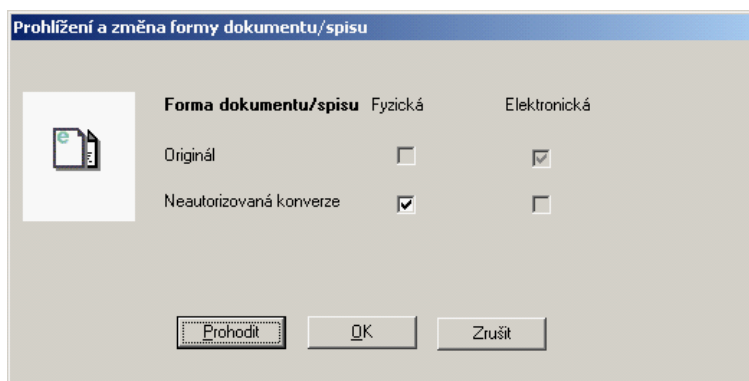 Prohlížení a změna formy dokumentu/spisu
Forma dokumentu/spisu Fyzická Elektronická
Originál
Neautorizovaná konverze
Prohodit OK Zrušit